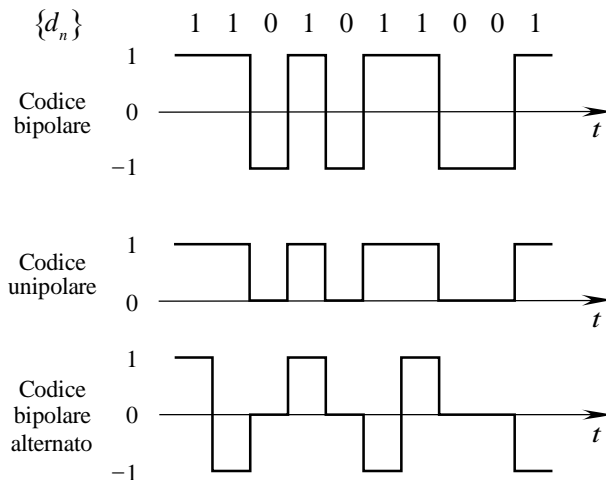 {d_n} 1 1 0 1 0 1 1 0 0 1
1
Codice
bipolare
0
t
−1
1
Codice
unipolare
0
t
1
Codice
bipolare
alternato
0
t
−1